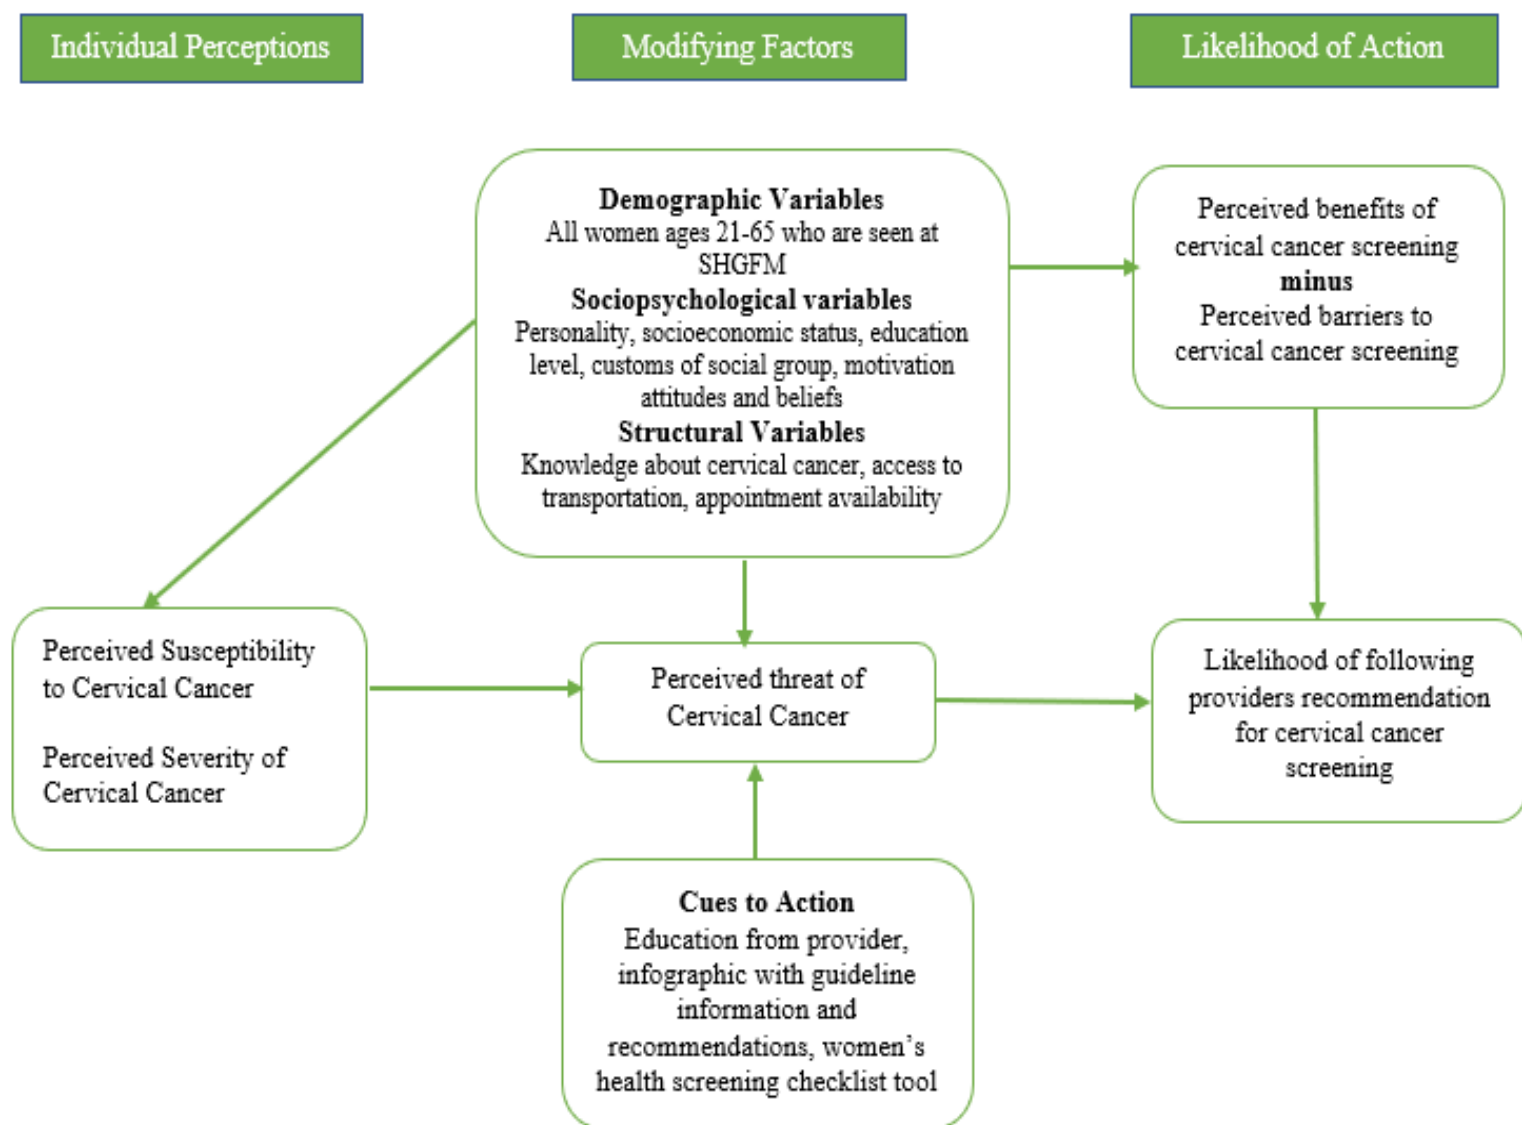 Individual Perceptions
Modifying Factors
Likelihood of Action
Demographic Variables
All women ages 21-65 who are seen at
SHGFM
Sociopsychological variables
Personality, socioeconomic status, education
level, customs of social group, motivation
attitudes and beliefs
Structural Variables
Knowledge about cervical cancer, access to
transportation, appointment availability
Perceived benefits of
cervical cancer screening
minus
Perceived barriers to
cervical cancer screening
Perceived Susceptibility
to Cervical Cancer
Perceived Severity of
Cervical Cancer
Perceived threat of
Cervical Cancer
Likelihood of following
providers recommendation
for cervical cancer
screening
Cues to Action
Education from provider,
infographic with guideline
information and
recommendations, women’s
health screening checklist tool